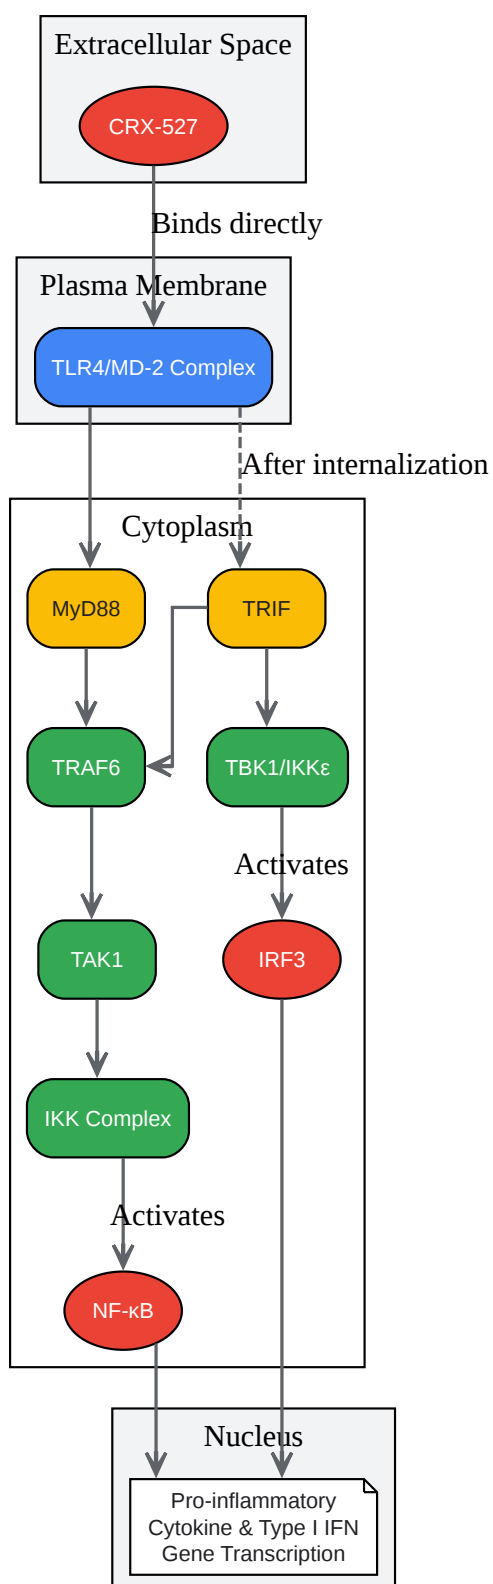 Extracellular Space
CRX-527
Binds directly
Plasma Membrane
TLR4/MD-2 Complex
After internalization
Cytoplasm
MyD88
TRIF
TRAF6
TBK1/IKKε
Activates
TAK1
IRF3
IKK Complex
Activates
NF-κB
Nucleus
Pro-inflammatory
Cytokine & Type I IFN
Gene Transcription